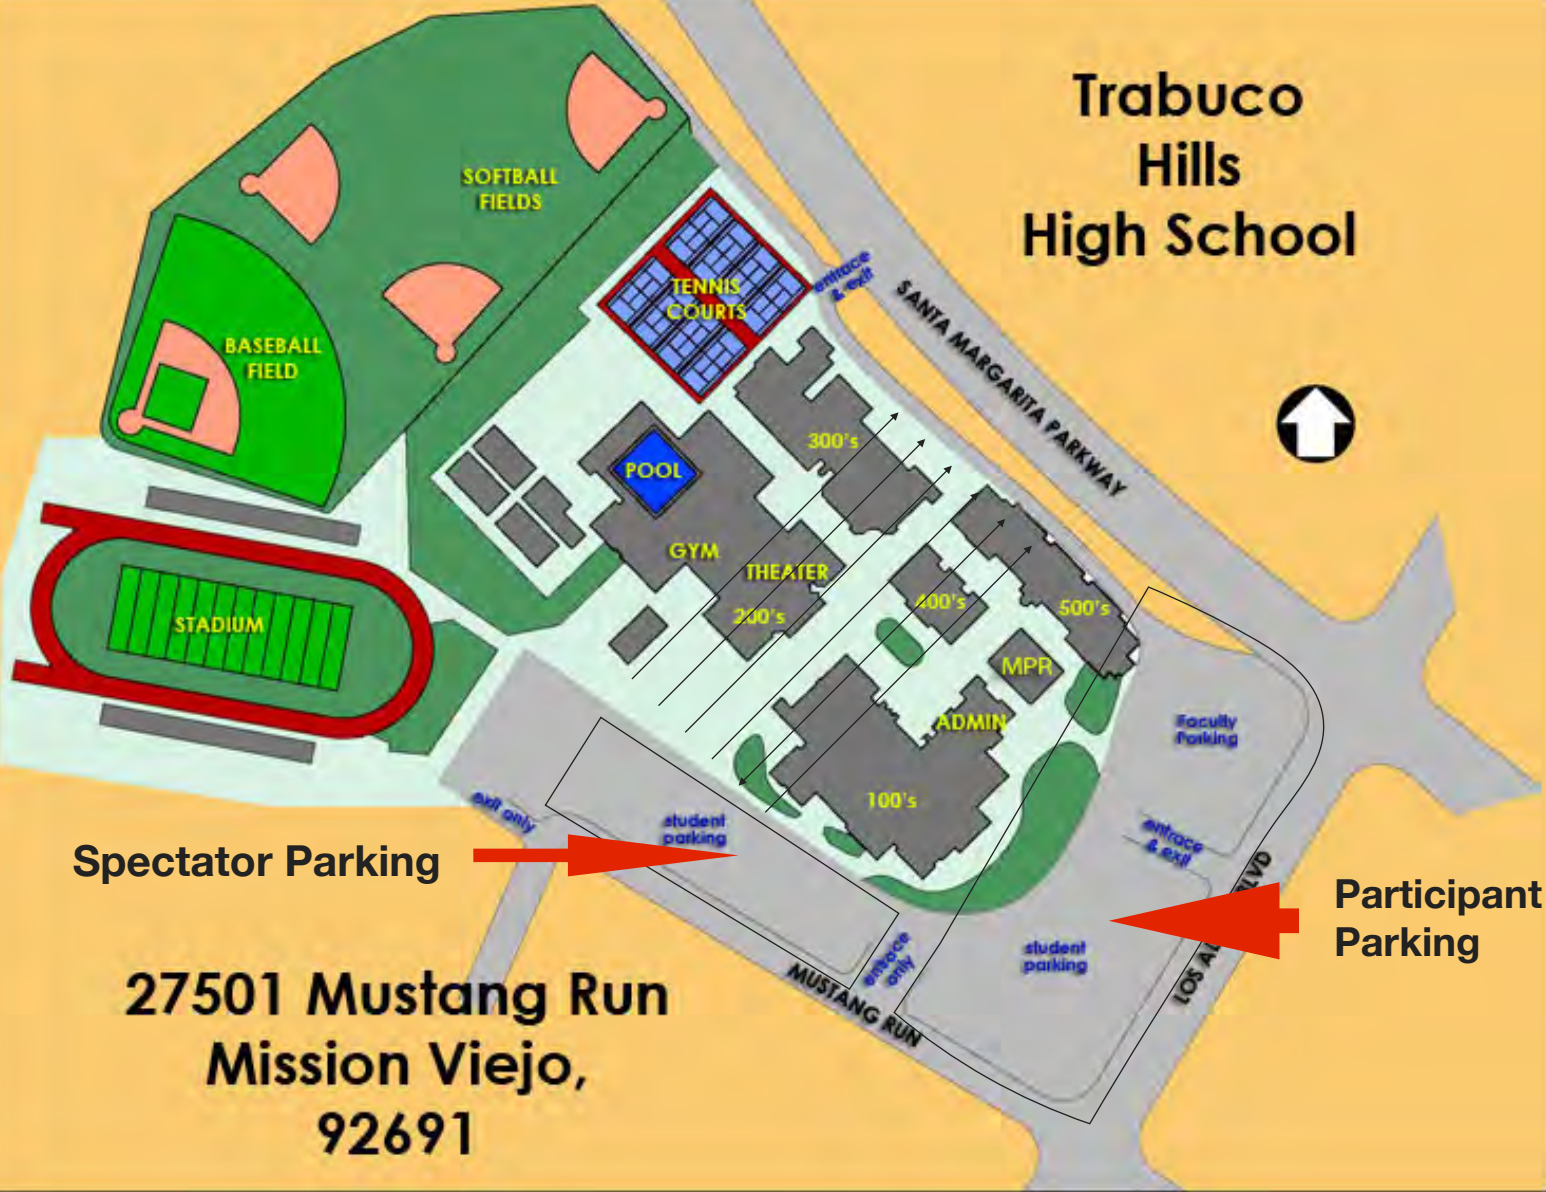 Trabuco
Hills
High School
SOFTBALL
FIELDS
TENNIS
COURTS
entrace
& exit
SANTA MARGARITA PARKWAY
BASEBALL
FIELD
300's
POOL
GYM
THEATER
200's
400's
500's
MPR
STADIUM
ADMIN
Faculty
Parking
100's
exit only
student
parking
entrace
& exit
Spectator Parking
BLVD
Participant
Parking
student
parking
entrace
only
LOS
MUSTANG RUN
27501 Mustang Run
Mission Viejo,
92691